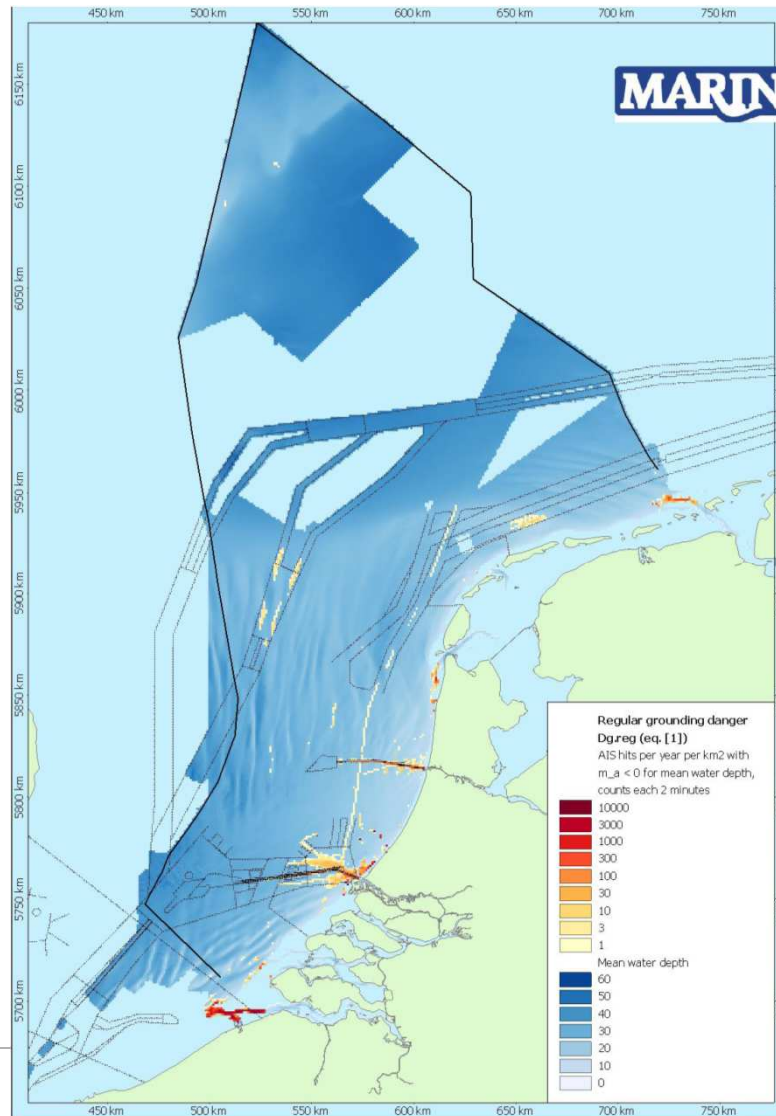 450 km 500 km 550 km 600 km 650 km 700 km 750 km
MARIN
6150 km
6100 km
6050 km
6000 km
5950 km
5900 km
5850 km
5800 km
5750 km
5700 km
Regular grounding danger
Dg.reg (eq. [1])
AIS hits per year per km2 with
m_a < 0 for mean water depth,
counts each 2 minutes
10000
3000
1000
300
100
30
10
3
1
Mean water depth
60
50
40
30
20
10
0
450 km 500 km 550 km 600 km 650 km 700 km 750 km